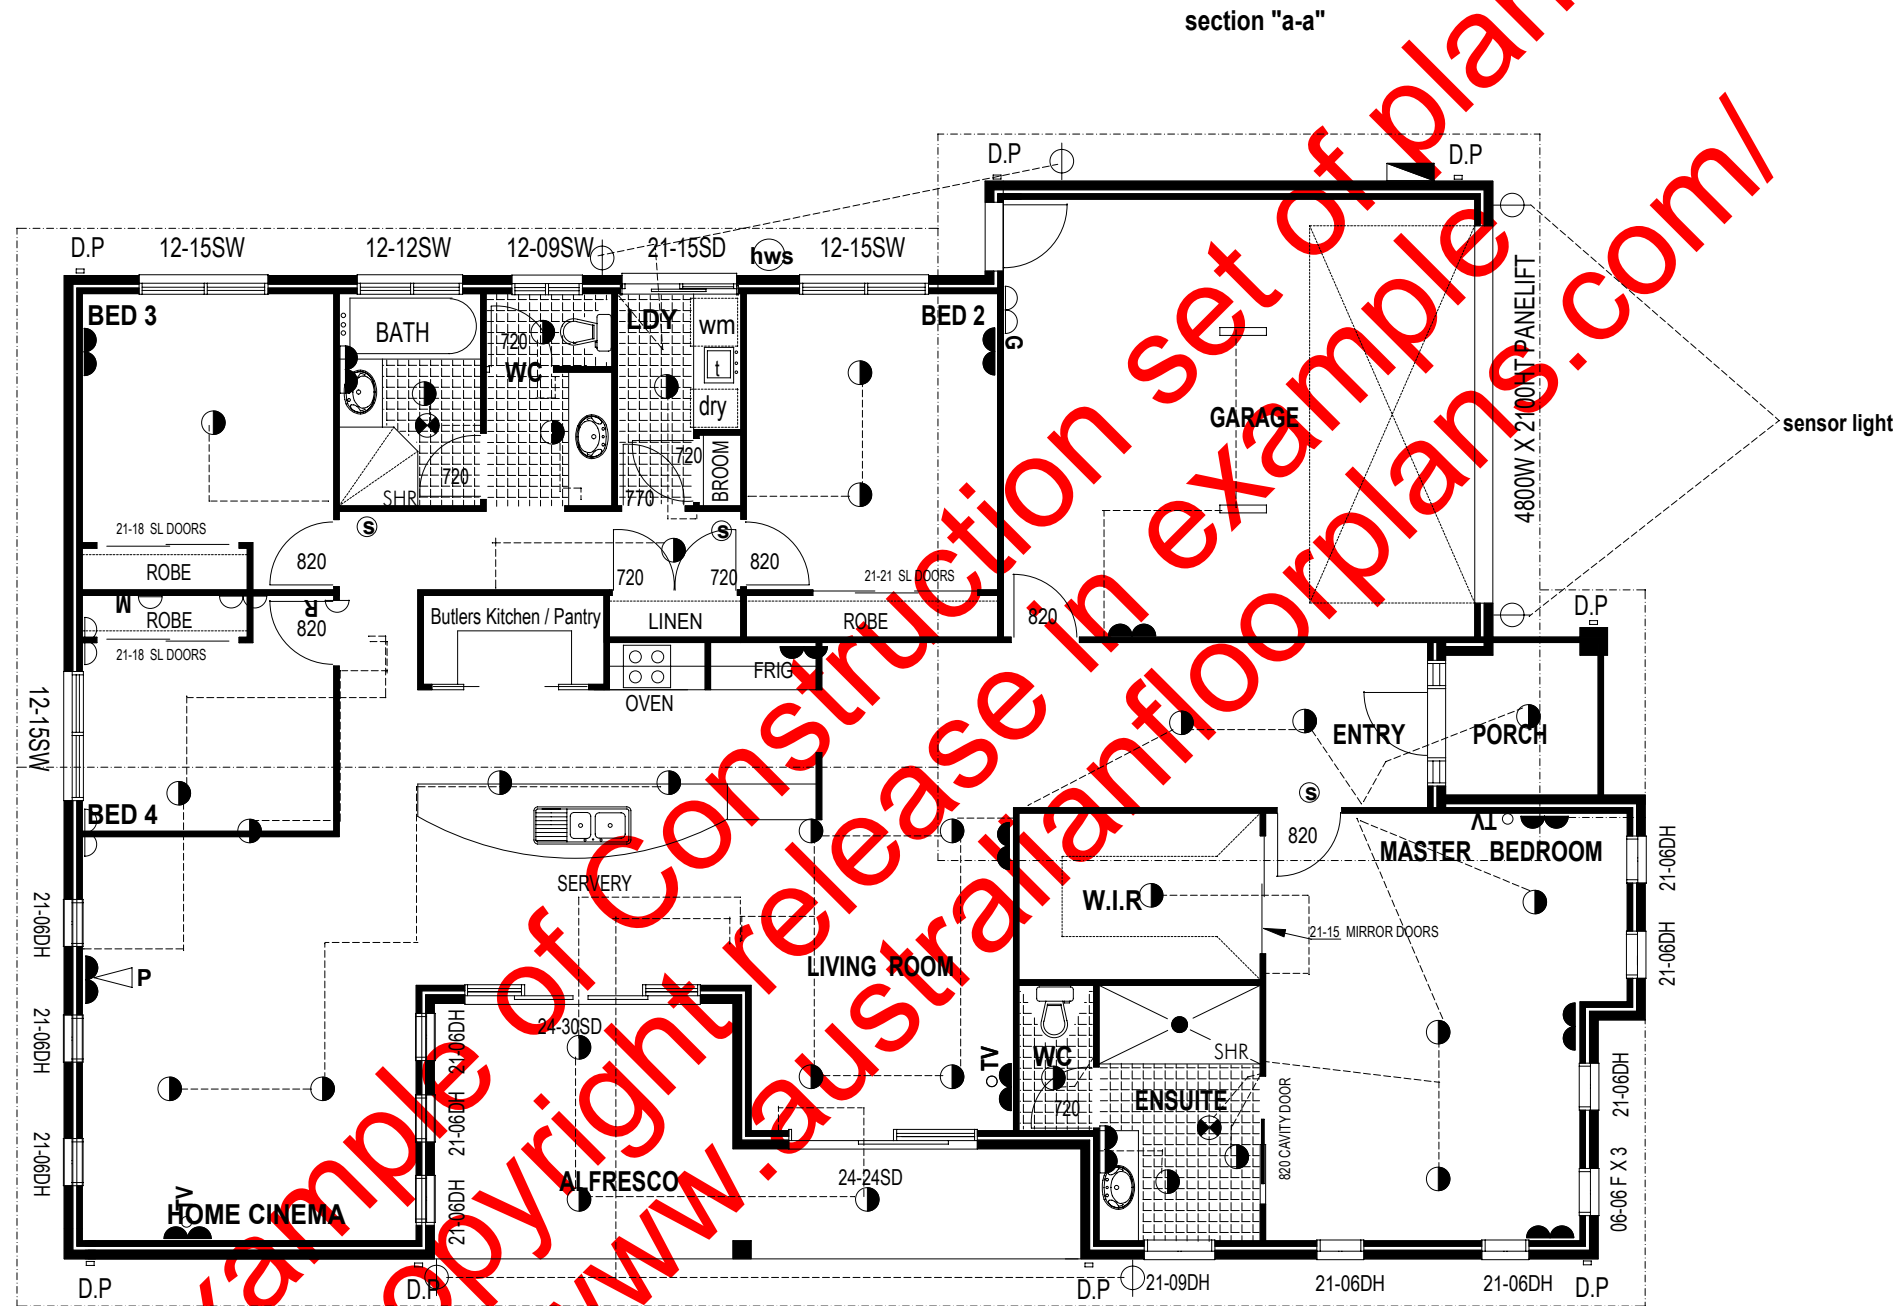 section "a-a"
D.P
D.P
D.P
12-15SW
12-12SW
12-09SW
21-15SD
hws
12-15SW
BED 3
BATH
720
WC
LDY
wm
t
dry
BED 2
G
GARAGE
4800W X 2100HT PANELIFT
sensor light
SHR
720
770
720
BROOM
S
S
21-18 SL DOORS
ROBE
820
720
720
820
21-21 SL DOORS
M
ROBE
R
820
21-18 SL DOORS
Butlers Kitchen / Pantry
LINEN
ROBE
820
D.P
FRIG
OVEN
12-15SW
ENTRY
PORCH
BED 4
S
820
TV
MASTER BEDROOM
21-06DH
SERVERY
W.I.R
21-15 MIRROR DOORS
21-06DH
21-06DH
P
LIVING ROOM
24-30SD
21-06DH
21-06DH
TV
WC
SHR
720
ENSUITE
820 CAVITY DOOR
21-06DH
21-06DH
21-06DH
21-06DH
ALFRESCO
24-24SD
06-06 F X 3
TV
HOME CINEMA
D.P
D.P
D.P
21-09DH
21-06DH
21-06DH
D.P
xample of Construction set of plan
opyright release in example
www.australianfloorplans.com/